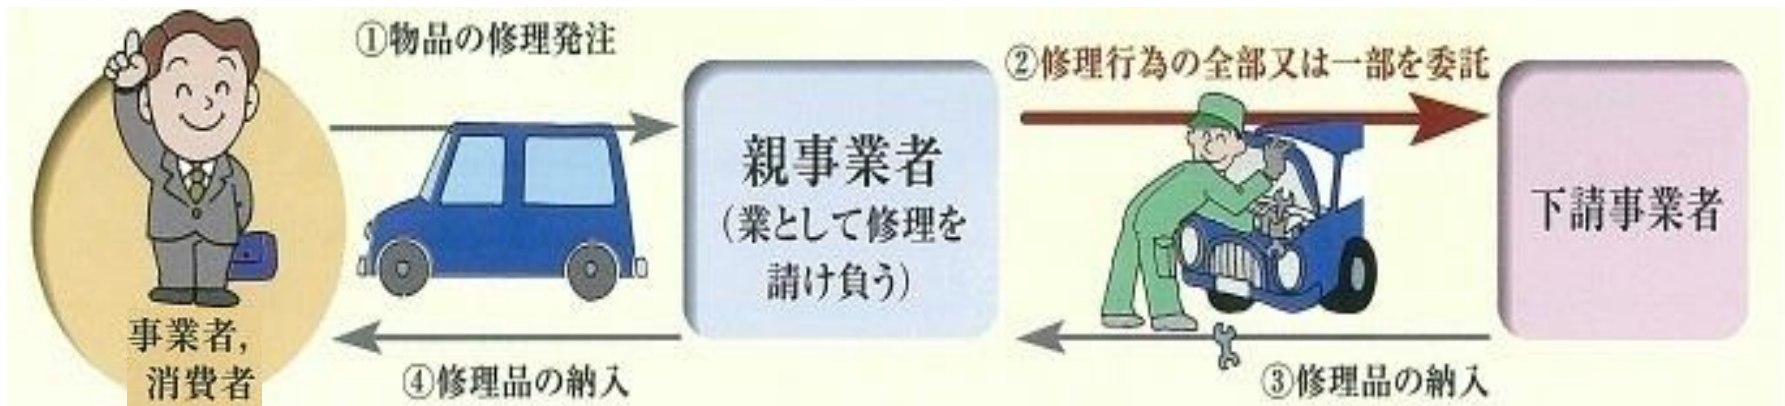 ①物品の修理発注
②修理行為の全部又は一部を委託
親事業者
(業として修理を
請け負う)
下請事業者
事業者,
消費者
④修理品の納入
③修理品の納入